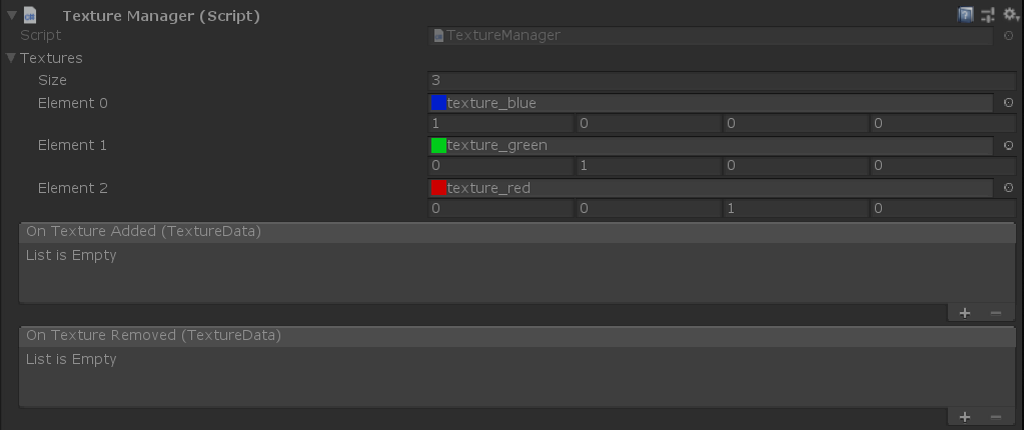 Texture Manager (Script)
Script TextureManager
Textures
Size 3
Element 0 texture_blue
1 0 0 0
Element 1 texture_green
0 1 0 0
Element 2 texture_red
0 0 1 0
On Texture Added (TextureData)
List is Empty
+ −
On Texture Removed (TextureData)
List is Empty
+ −